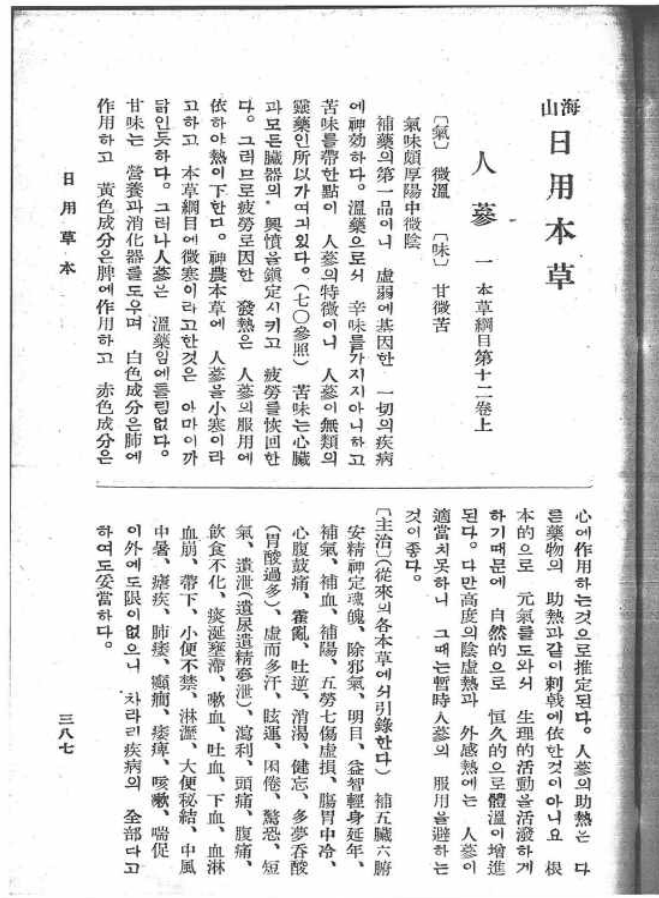 海山 日用本草
人蔘 一 本草綱目第十二卷上
〔氣〕 微溫 〔味〕 甘微苦
氣味頗厚陽中微陰
補藥의第一品이니 虛弱에基因한 一切의疾病
에神効하다。溫藥으로써 辛味를가지지아니하고
苦味를帶한點이 人蔘의特徵이니 人蔘이無類의
靈藥인所以가여긔있다。(七〇參照) 苦味는心臟
과모든臟器의 興憤을鎭定시키고 疲勞를恢回한
다。그러므로疲勞로因한 發熱은 人蔘의服用에
依하야熱이下한다。神農本草에 人蔘을小寒이라
고하고 本草綱目에微寒이라고한것은 아마이까
닭인듯하다。그러나人蔘은 溫藥임에틀림없다。
甘味는 營養과消化器를도우며 白色成分은肺에
作用하고 黃色成分은脾에作用하고 赤色成分은
日用草本
心에作用하는것으로推定된다。人蔘의助熱은 다
른藥物의 助熱과같이刺戟에依한것이아니요 根
本的으로 元氣를도와서 生理的活動을活潑하게
하기때문에 自然的으로 恒久的으로體溫이增進
된다。다만高度의陰虛熱과 外感熱에는 人蔘이
適當치못하니 그때는暫時人蔘의 服用을避하는
것이좋다。
〔主治〕(從來의各本草에서引錄한다) 補五臟六腑
安精神定魂魄、除邪氣、明目、益智輕身延年、
補氣、補血、補陽、五勞七傷虛損、腸胃中冷、
心腹鼓痛、霍亂、吐逆、消渴、健忘、多夢呑酸
(胃酸過多)、虛而多汗、眩運、困倦、驚恐、短
氣、遺泄(遺尿遺精夢泄)、瀉利、頭痛、腹痛、
飮食不化、痰涎壅滯、嗽血、吐血、下血、血淋
血崩、帶下、小便不禁、淋瀝、大便秘結、中風
中暑、瘧疾、肺痿、癲癎、痿痺、咳嗽、喘促
이外에도限이없으니 차라리疾病의 全部다고
하여도妥當하다。
三八七